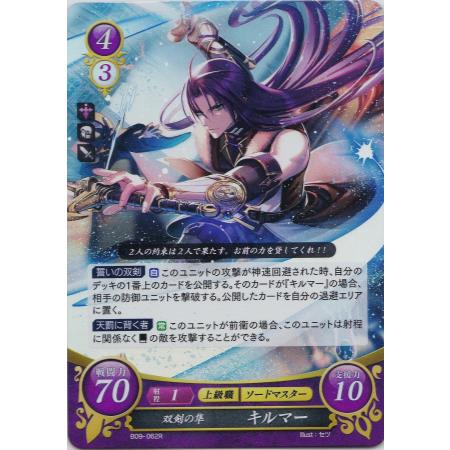 4
3
2人の約束は2人で果たす。お前の力を貸してくれ!!
誓いの双剣 自 このユニットの攻撃が神速回避された時、自分の
デッキの1番上のカードを公開する。そのカードが『キルマー』の場合、
相手の防御ユニットを撃破する。公開したカードを自分の退避エリア
に置く。
天罰に背く者 常 このユニットが前衛の場合、このユニットは射程
に関係なく の敵を攻撃することができる。
戦闘力 70 射程 1 上級職 ソードマスター 支援力 10
双剣の隼 キルマー
B09-062R Illust:セツ